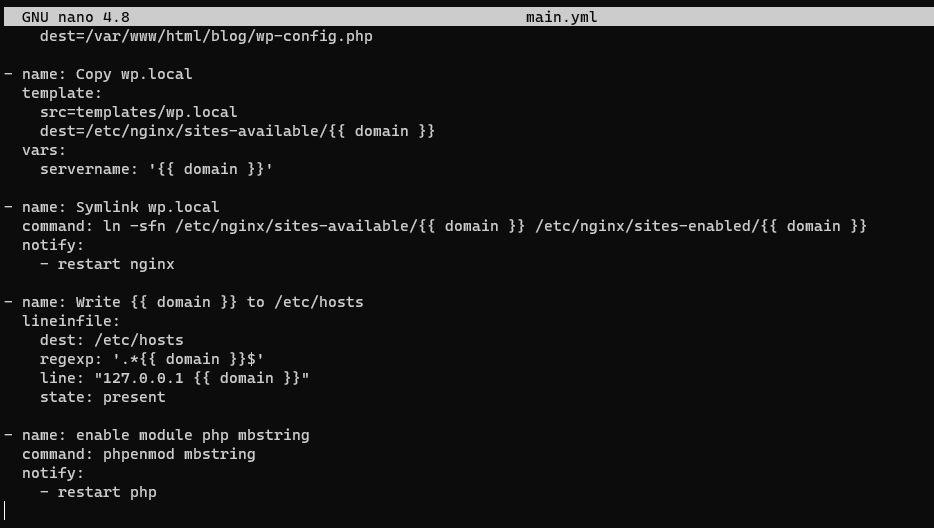 GNU nano 4.8 main.yml
dest=/var/www/html/blog/wp-config.php
- name: Copy wp.local
template:
src=templates/wp.local
dest=/etc/nginx/sites-available/{{ domain }}
vars:
servername: '{{ domain }}'
- name: Symlink wp.local
command: ln -sfn /etc/nginx/sites-available/{{ domain }} /etc/nginx/sites-enabled/{{ domain }}
notify:
- restart nginx
- name: Write {{ domain }} to /etc/hosts
lineinfile:
dest: /etc/hosts
regexp: '.*{{ domain }}$'
line: "127.0.0.1 {{ domain }}"
state: present
- name: enable module php mbstring
command: phpenmod mbstring
notify:
- restart php